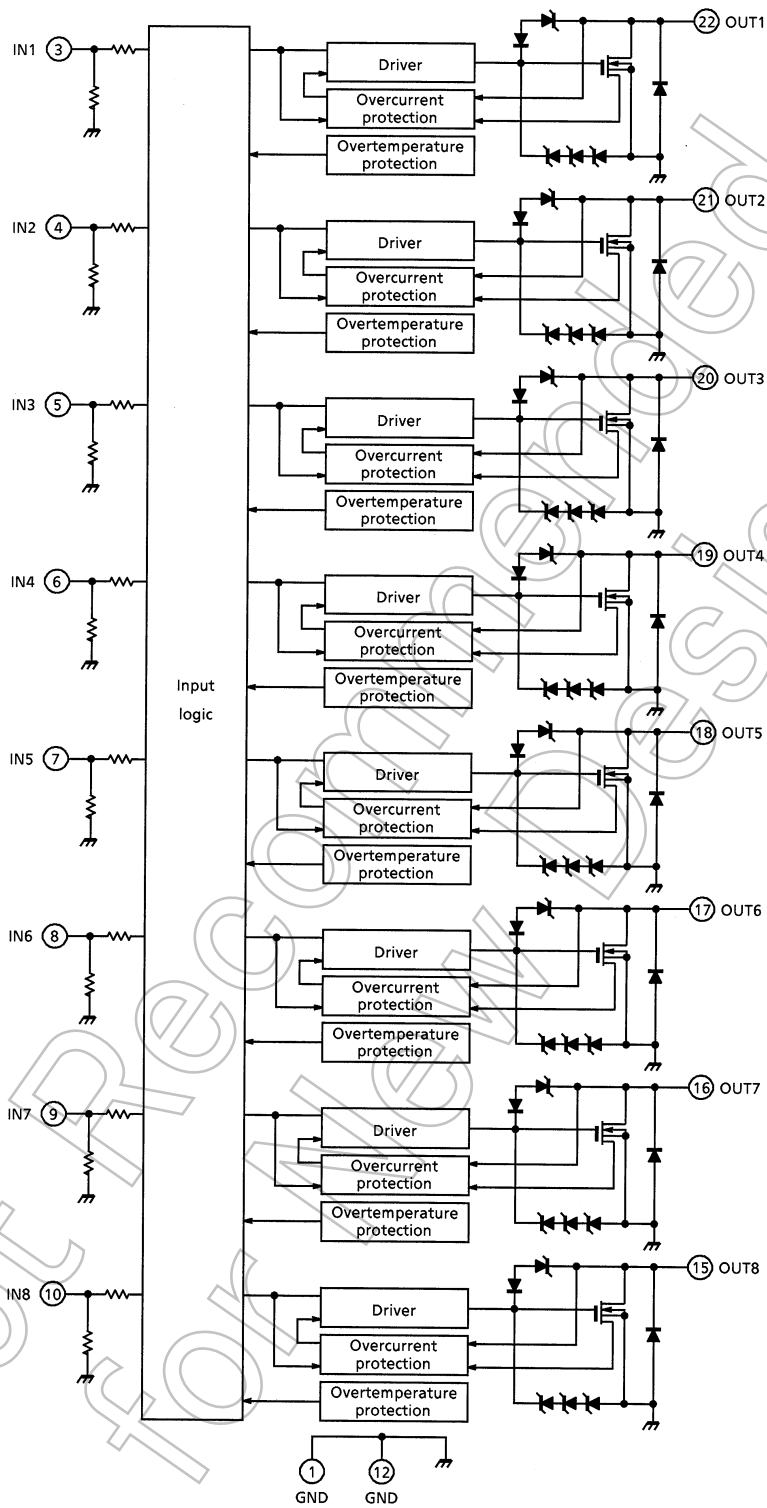 IN1 3
Driver
Overcurrent
protection
Overtemperature
protection
22 OUT1
IN2 4
Driver
Overcurrent
protection
Overtemperature
protection
21 OUT2
IN3 5
Driver
Overcurrent
protection
Overtemperature
protection
20 OUT3
IN4 6
Driver
Overcurrent
protection
Overtemperature
protection
19 OUT4
Input
logic
IN5 7
Driver
Overcurrent
protection
Overtemperature
protection
18 OUT5
IN6 8
Driver
Overcurrent
protection
Overtemperature
protection
17 OUT6
IN7 9
Driver
Overcurrent
protection
Overtemperature
protection
16 OUT7
IN8 10
Driver
Overcurrent
protection
Overtemperature
protection
15 OUT8
1 12
GND GND
Recommended
for New